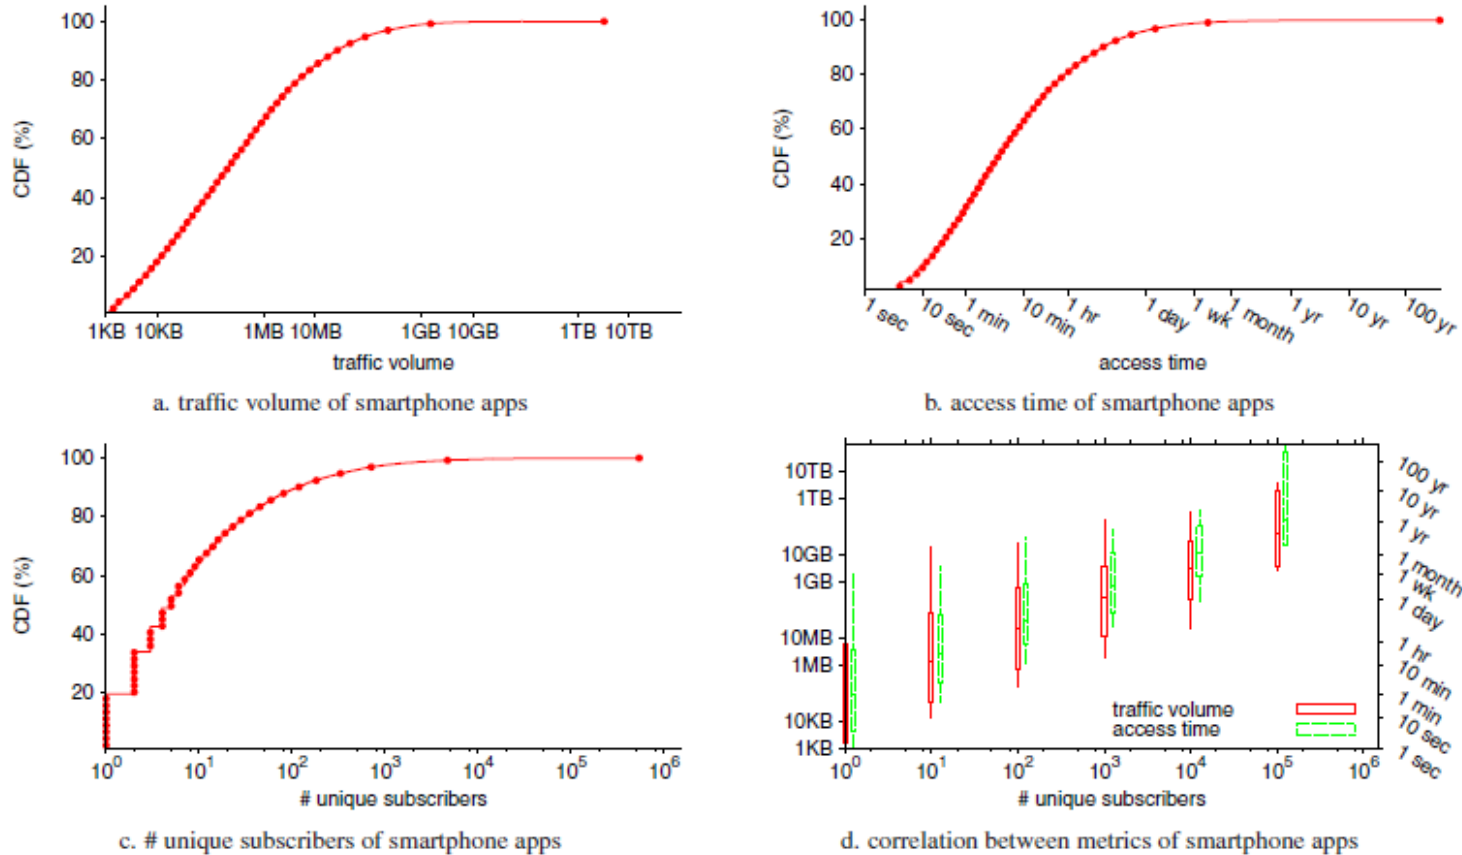 100
80
60
40
20
CDF (%)
1KB 10KB 1MB 10MB 1GB 10GB 1TB 10TB
traffic volume
a. traffic volume of smartphone apps
100
80
60
40
20
CDF (%)
1 sec 10 sec 1 min 10 min 1 hr 1 day 1 wk 1 month 1 yr 10 yr 100 yr
access time
b. access time of smartphone apps
100
80
60
40
20
CDF (%)
10^0 10^1 10^2 10^3 10^4 10^5 10^6
# unique subscribers
c. # unique subscribers of smartphone apps
10TB
1TB
10GB
1GB
10MB
1MB
10KB
1KB
100 yr
10 yr
1 yr
1 month
1 wk
1 day
1 hr
10 min
1 min
10 sec
1 sec
traffic volume
access time
10^0 10^1 10^2 10^3 10^4 10^5 10^6
# unique subscribers
d. correlation between metrics of smartphone apps